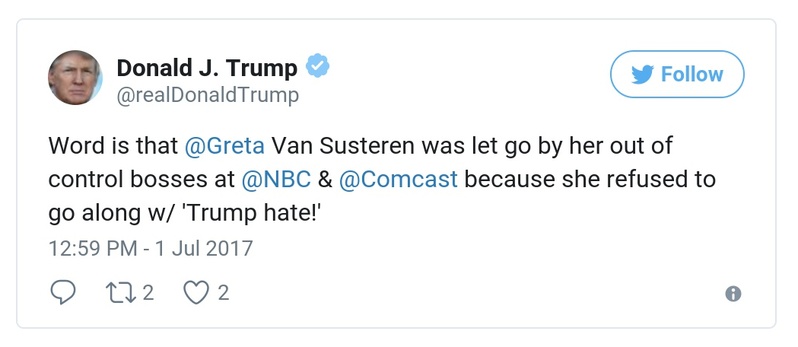 Donald J. Trump
@realDonaldTrump
Follow
Word is that @Greta Van Susteren was let go by her out of
control bosses at @NBC & @Comcast because she refused to
go along w/ 'Trump hate!'
12:59 PM - 1 Jul 2017
2
2